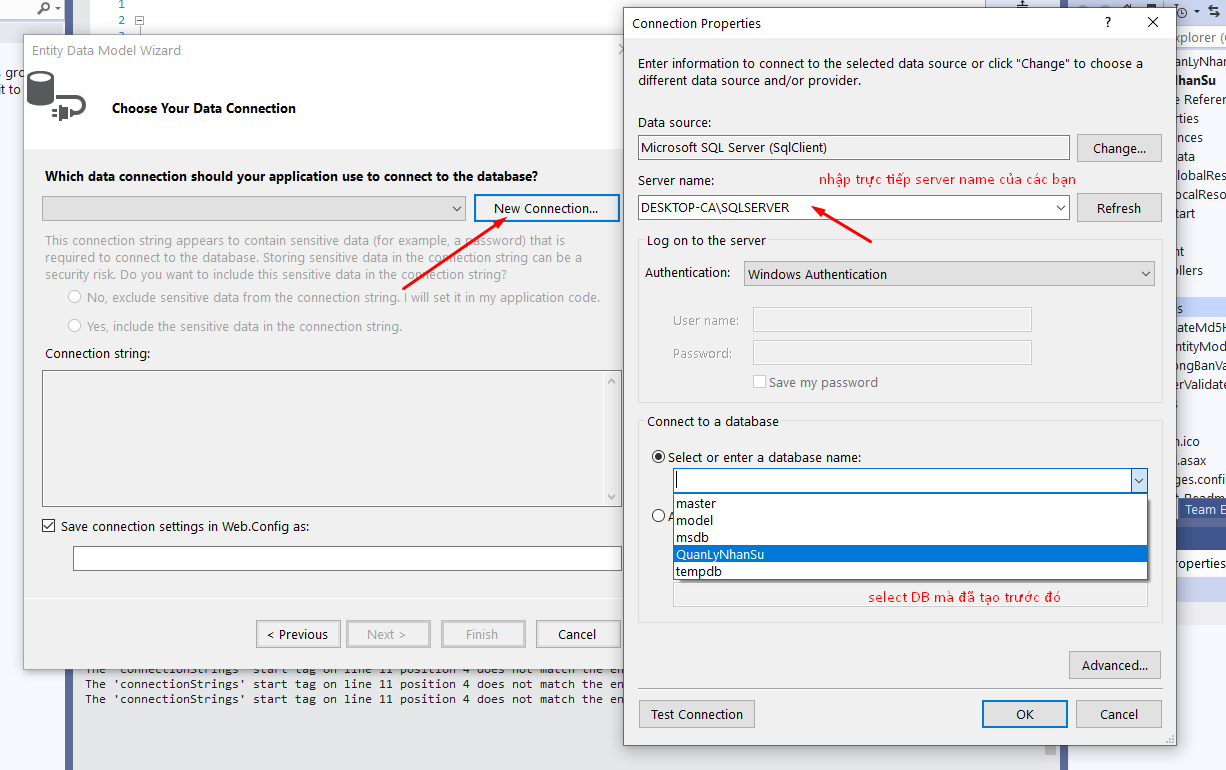 1
2
Entity Data Model Wizard
Choose Your Data Connection
Which data connection should your application use to connect to the database?
New Connection...
This connection string appears to contain sensitive data (for example, a password) that is
required to connect to the database. Storing sensitive data in the connection string can be a
security risk. Do you want to include this sensitive data in the connection string?
No, exclude sensitive data from the connection string. I will set it in my application code.
Yes, include the sensitive data in the connection string.
Connection string:
Save connection settings in Web.Config as:
< Previous
Next >
Finish
Cancel
The 'connectionStrings' start tag on line 11 position 4 does not match the en
The 'connectionStrings' start tag on line 11 position 4 does not match the en
The 'connectionStrings' start tag on line 11 position 4 does not match the en
Connection Properties
?
Enter information to connect to the selected data source or click "Change" to choose a
different data source and/or provider.
Data source:
Microsoft SQL Server (SqlClient)
Change...
Server name:
nhập trực tiếp server name của các bạn
DESKTOP-CA\SQLSERVER
Refresh
Log on to the server
Authentication:
Windows Authentication
User name:
Password:
Save my password
Connect to a database
Select or enter a database name:
master
model
msdb
QuanLyNhanSu
tempdb
select DB mà đã tạo trước đó
Advanced...
Test Connection
OK
Cancel
Team E